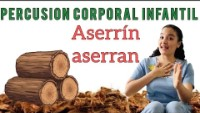 PERCUSION CORPORAL INFANTIL
Aserrín
aserran